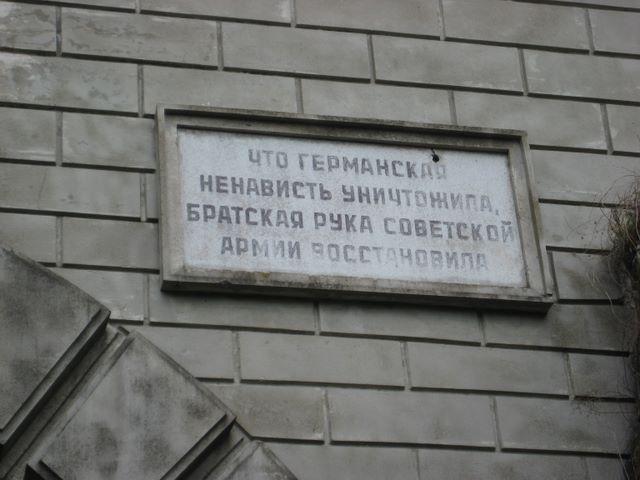 ЧТО ГЕРМАНСКАЯ
НЕНАВИСТЬ УНИЧТОЖИЛА,
БРАТСКАЯ РУКА СОВЕТСКОЙ
АРМИИ ВОССТАНОВИЛА